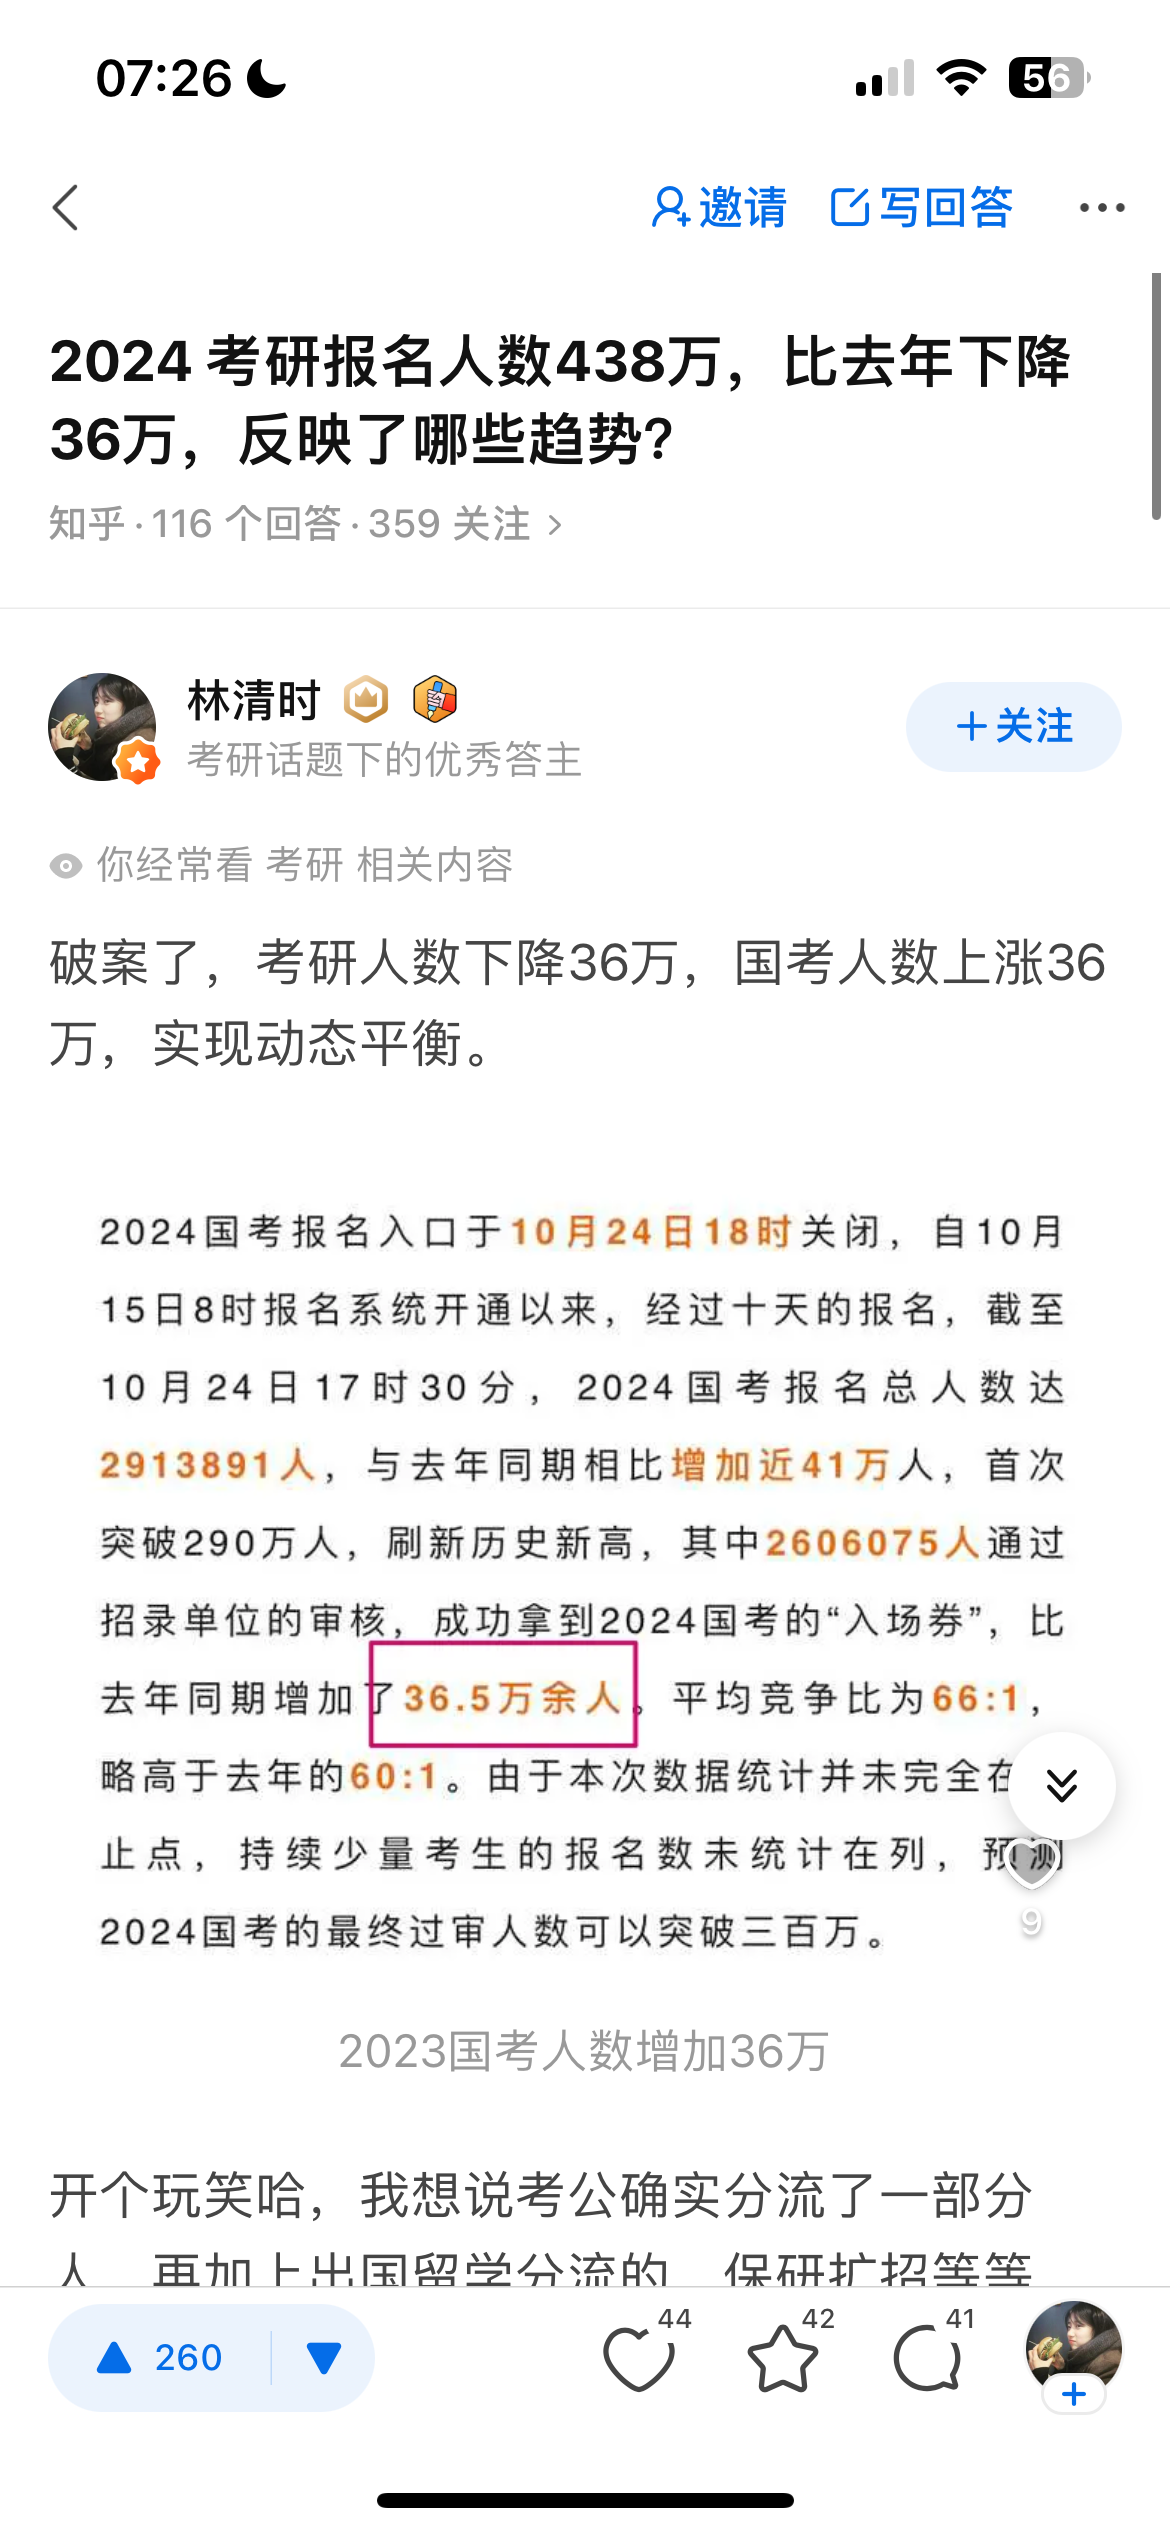 07:26
56
邀请 写回答
2024 考研报名人数438万，比去年下降
36万，反映了哪些趋势?
知乎 · 116 个回答 · 359 关注
林清时
考研话题下的优秀答主
关注
你经常看 考研 相关内容
破案了，考研人数下降36万，国考人数上涨36
万，实现动态平衡。
2024国考报名入口于10月24日18时关闭，自10月
15日8时报名系统开通以来，经过十天的报名，截至
10月24日17时30分，2024国考报名总人数达
2913891人，与去年同期相比增加近41万人，首次
突破290万人，刷新历史新高，其中2606075人通过
招录单位的审核，成功拿到2024国考的“入场券”，比
去年同期增加了36.5万余人。平均竞争比为66:1，
略高于去年的60:1。由于本次数据统计并未完全在
止点，持续少量考生的报名数未统计在列，预测
2024国考的最终过审人数可以突破三百万。
9
2023国考人数增加36万
开个玩笑哈，我想说考公确实分流了一部分
人，再加上出国留学分流的，保研扩招等等
260
44
42
41